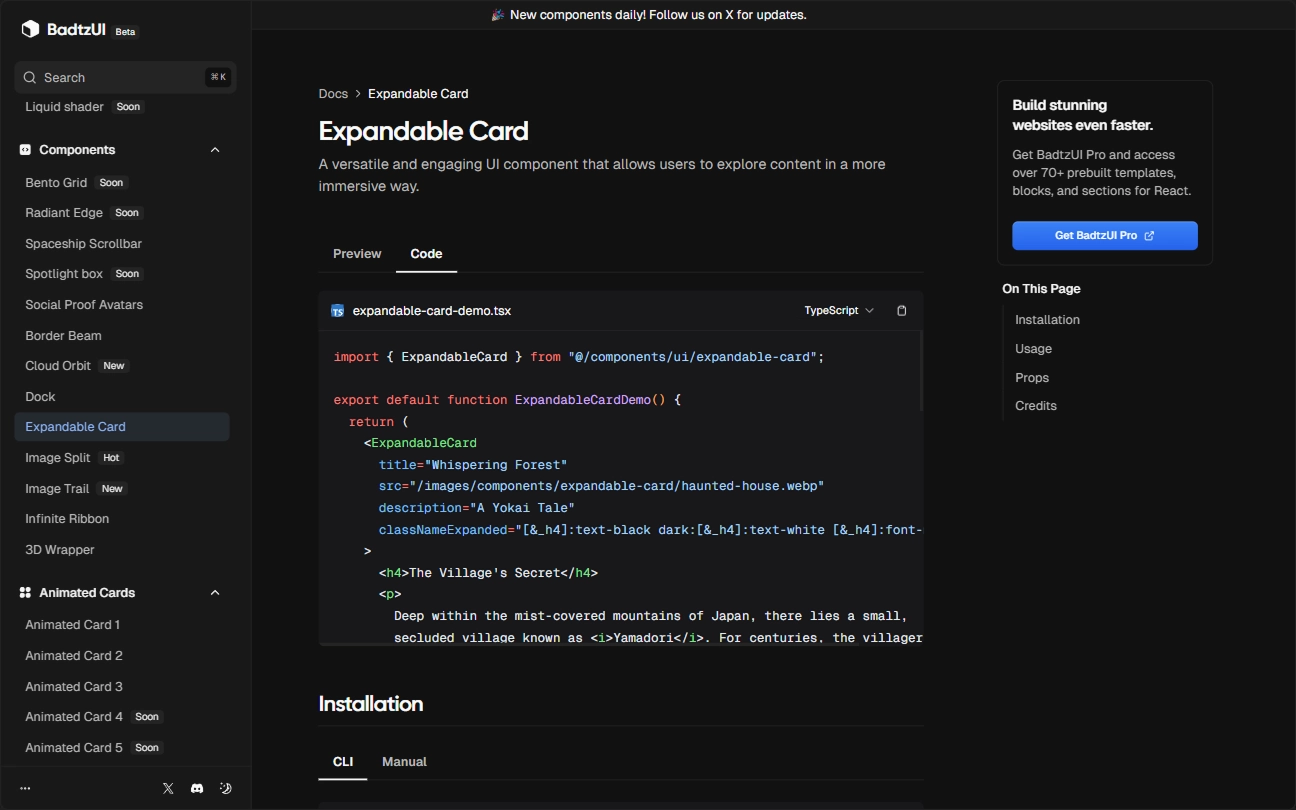 BadtzUI Beta
Search ⌘K
Liquid shader Soon
Components
Bento Grid Soon
Radiant Edge Soon
Spaceship Scrollbar
Spotlight box Soon
Social Proof Avatars
Border Beam
Cloud Orbit New
Dock
Expandable Card
Image Split Hot
Image Trail New
Infinite Ribbon
3D Wrapper
Animated Cards
Animated Card 1
Animated Card 2
Animated Card 3
Animated Card 4 Soon
Animated Card 5 Soon
🎉 New components daily! Follow us on X for updates.
Docs > Expandable Card
Expandable Card
A versatile and engaging UI component that allows users to explore content in a more
immersive way.
Preview Code
TS expandable-card-demo.tsx TypeScript
import { ExpandableCard } from "@/components/ui/expandable-card";
export default function ExpandableCardDemo() {
return (
<ExpandableCard
title="Whispering Forest"
src="/images/components/expandable-card/haunted-house.webp"
description="A Yokai Tale"
classNameExpanded="[&_h4]:text-black dark:[&_h4]:text-white [&_h4]:font-
>
<h4>The Village's Secret</h4>
<p>
Deep within the mist-covered mountains of Japan, there lies a small,
secluded village known as <i>Yamadori</i>. For centuries, the villager
Installation
CLI Manual
Build stunning
websites even faster.
Get BadtzUI Pro and access
over 70+ prebuilt templates,
blocks, and sections for React.
Get BadtzUI Pro
On This Page
Installation
Usage
Props
Credits